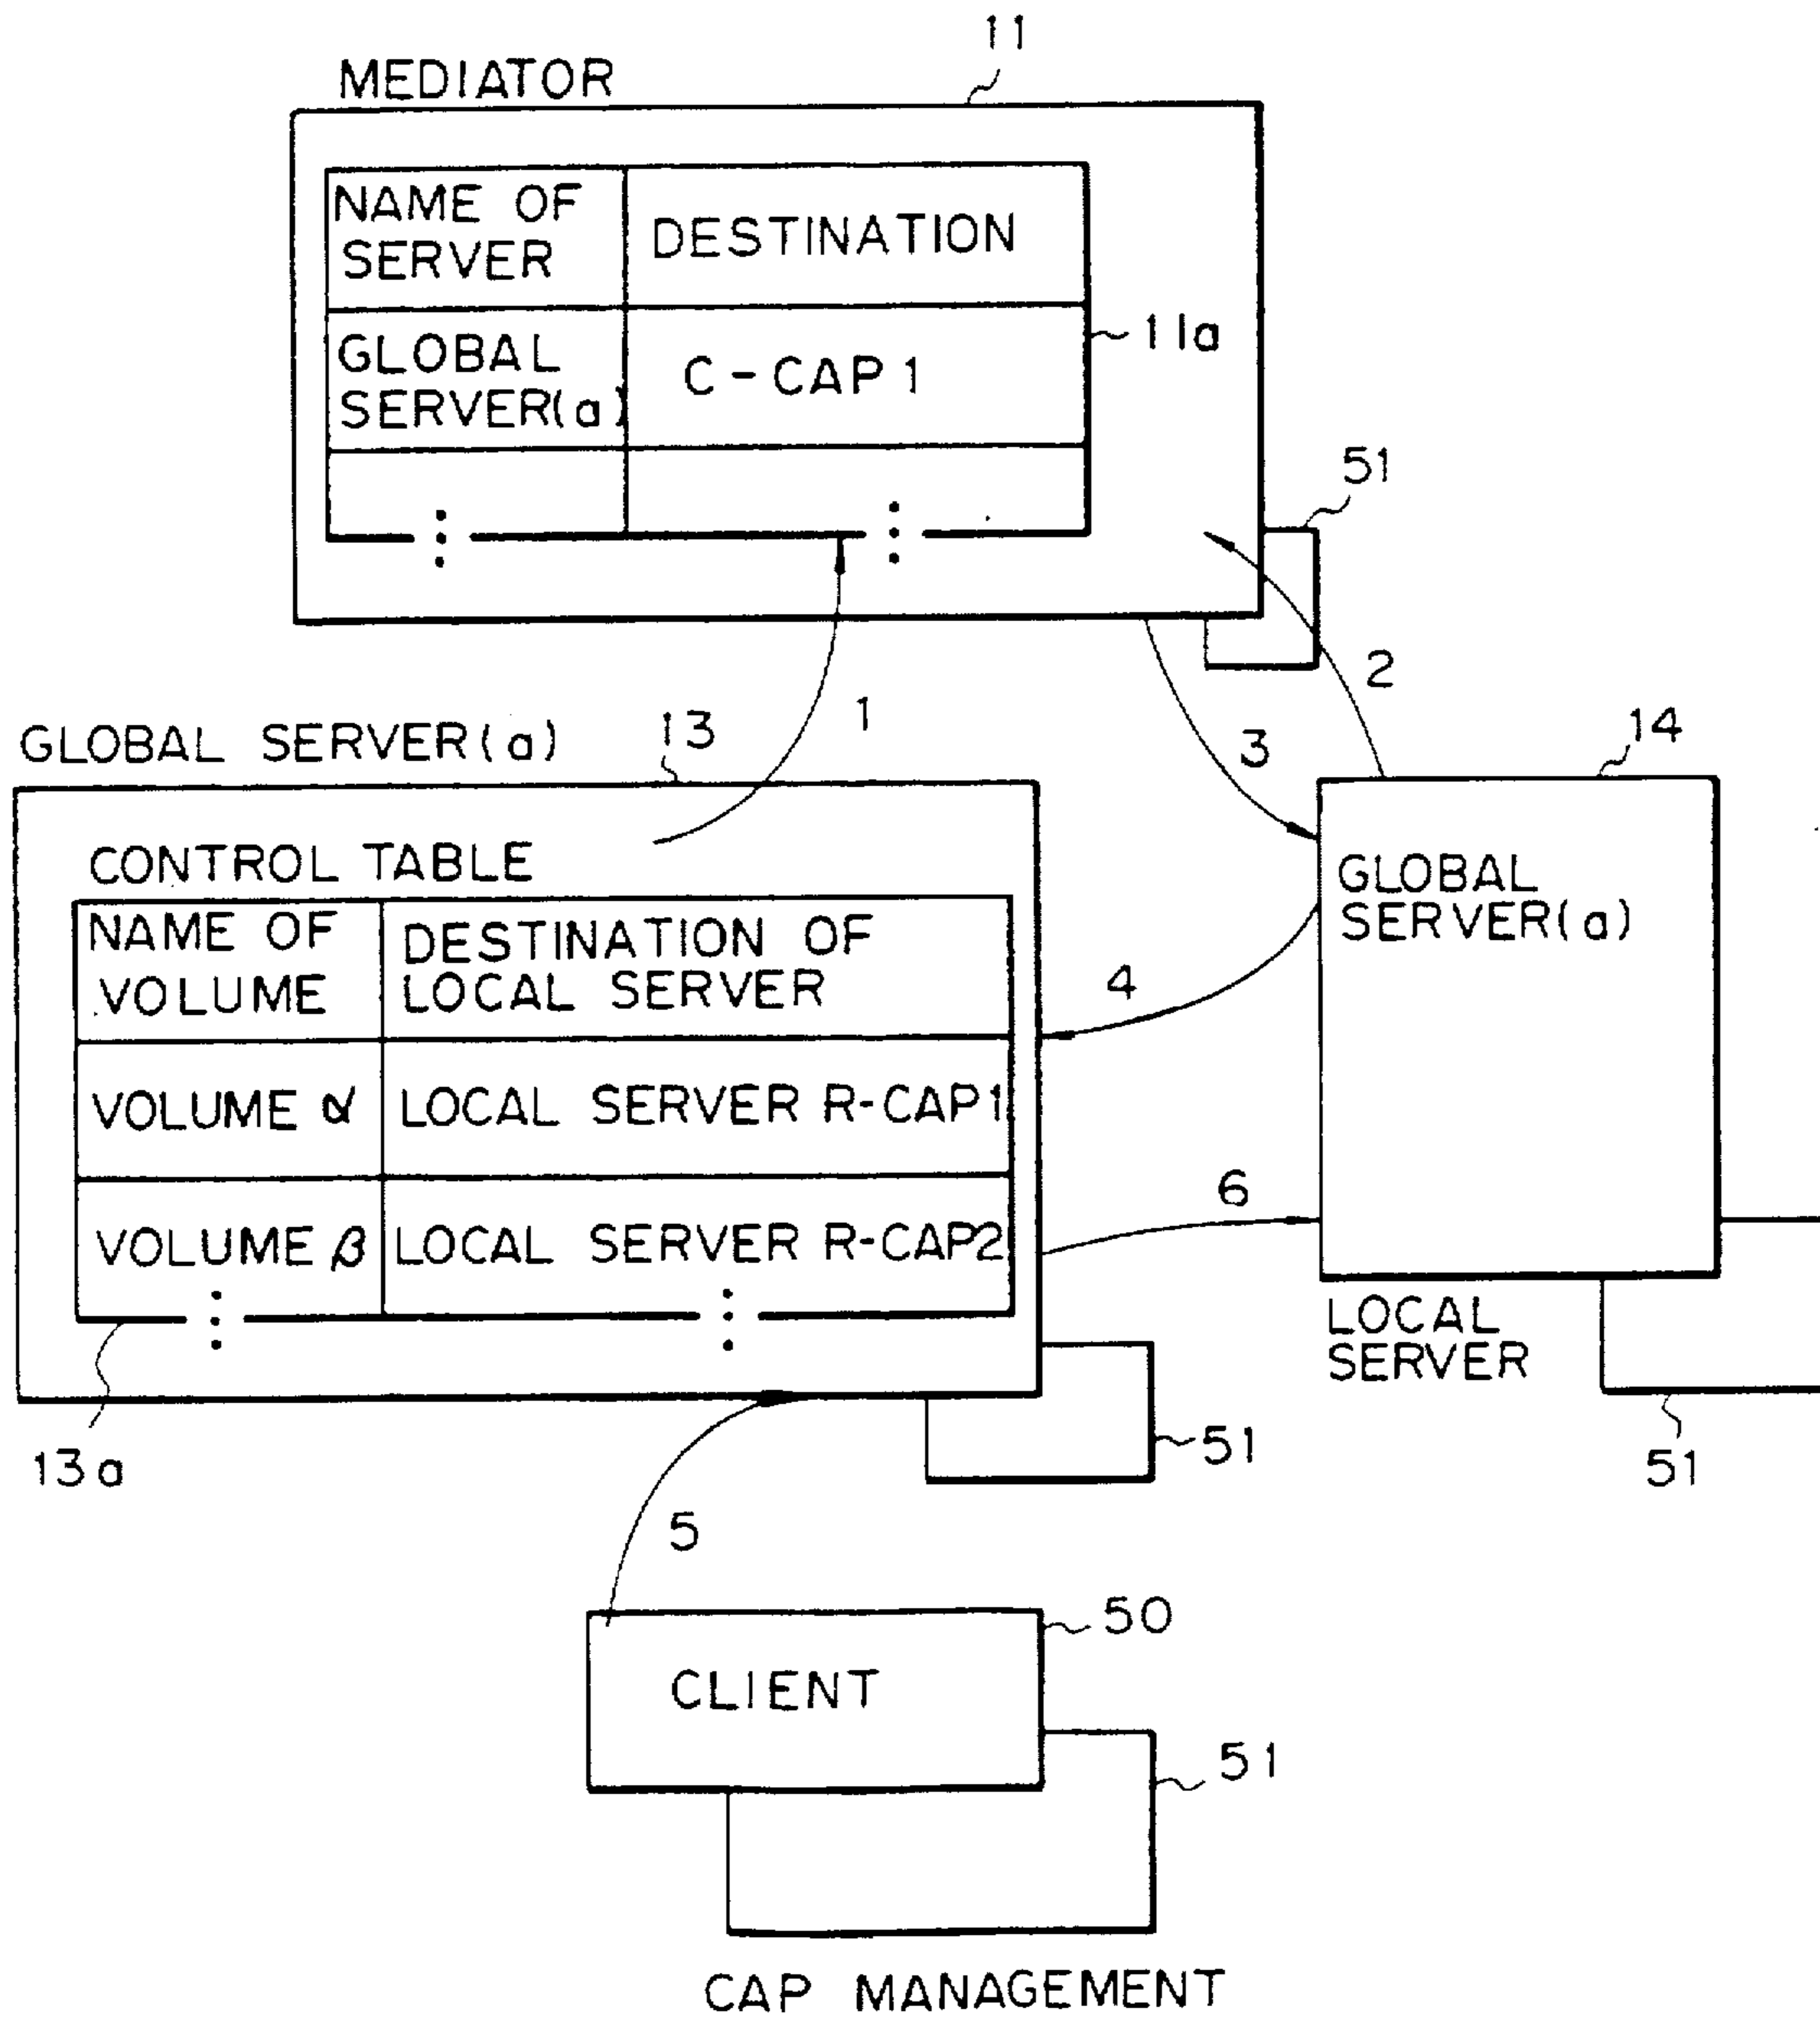 11
MEDIATOR
NAME OF
SERVER
DESTINATION
GLOBAL
SERVER(a)
C-CAP 1
11a
51
1
2
3
GLOBAL SERVER(a)
13
14
CONTROL TABLE
NAME OF
VOLUME
DESTINATION OF
LOCAL SERVER
VOLUME α
LOCAL SERVER R-CAP1
VOLUME β
LOCAL SERVER R-CAP2
GLOBAL
SERVER(a)
4
6
LOCAL
SERVER
13a
51
51
5
50
CLIENT
51
CAP MANAGEMENT